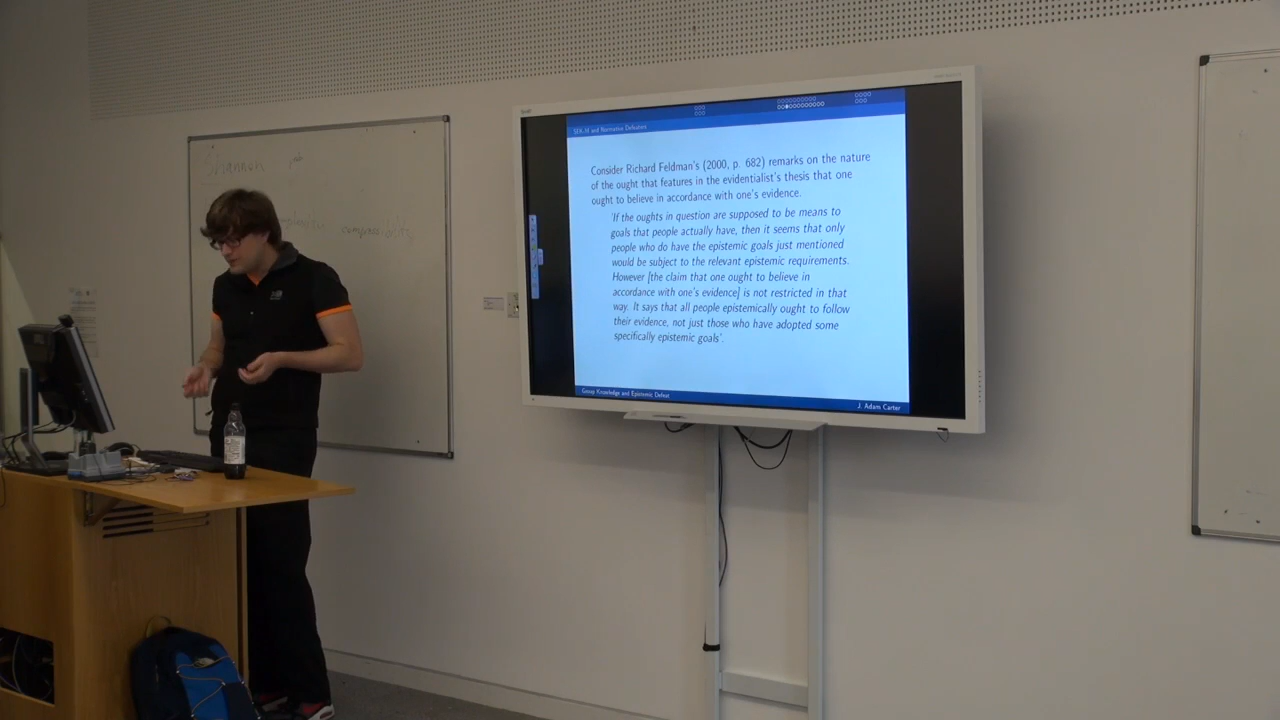 Shannon
compressibility
SEK-M and Normative Defeaters
Consider Richard Feldman's (2000, p. 682) remarks on the nature
of the ought that features in the evidentialist's thesis that one
ought to believe in accordance with one's evidence.
'If the oughts in question are supposed to be means to
goals that people actually have, then it seems that only
people who do have the epistemic goals just mentioned
would be subject to the relevant epistemic requirements.
However [the claim that one ought to believe in
accordance with one's evidence] is not restricted in that
way. It says that all people epistemically ought to follow
their evidence, not just those who have adopted some
specifically epistemic goals'.
Group Knowledge and Epistemic Defeat
J. Adam Carter